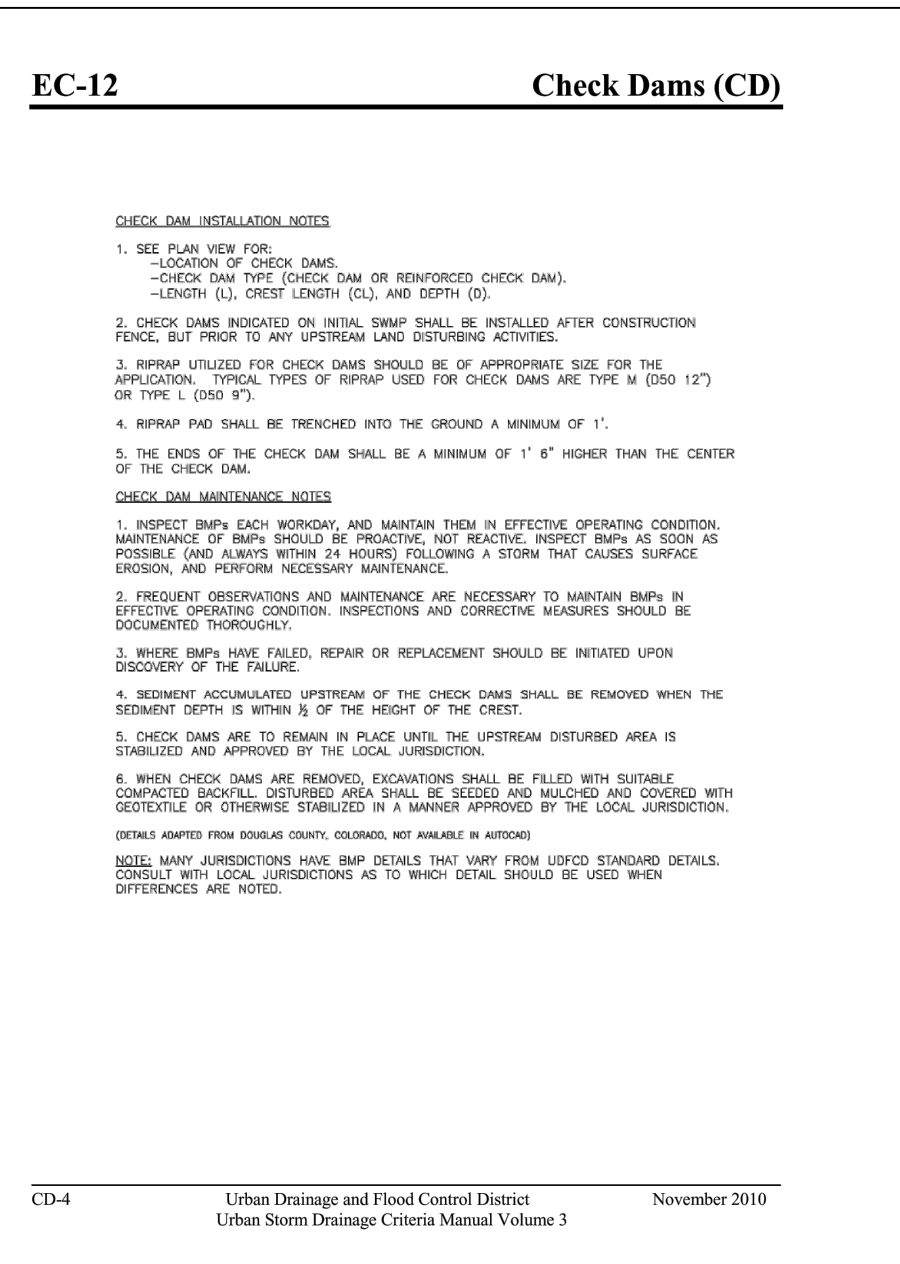 EC-12 Check Dams (CD)
CHECK DAM INSTALLATION NOTES
1. SEE PLAN VIEW FOR:
-LOCATION OF CHECK DAMS.
-CHECK DAM TYPE (CHECK DAM OR REINFORCED CHECK DAM).
-LENGTH (L), CREST LENGTH (CL), AND DEPTH (D).
2. CHECK DAMS INDICATED ON INITIAL SWMP SHALL BE INSTALLED AFTER CONSTRUCTION
FENCE, BUT PRIOR TO ANY UPSTREAM LAND DISTURBING ACTIVITIES.
3. RIPRAP UTILIZED FOR CHECK DAMS SHOULD BE OF APPROPRIATE SIZE FOR THE
APPLICATION. TYPICAL TYPES OF RIPRAP USED FOR CHECK DAMS ARE TYPE M (D50 12")
OR TYPE L (D50 9").
4. RIPRAP PAD SHALL BE TRENCHED INTO THE GROUND A MINIMUM OF 1'.
5. THE ENDS OF THE CHECK DAM SHALL BE A MINIMUM OF 1' 6" HIGHER THAN THE CENTER
OF THE CHECK DAM.
CHECK DAM MAINTENANCE NOTES
1. INSPECT BMPs EACH WORKDAY, AND MAINTAIN THEM IN EFFECTIVE OPERATING CONDITION.
MAINTENANCE OF BMPs SHOULD BE PROACTIVE, NOT REACTIVE. INSPECT BMPs AS SOON AS
POSSIBLE (AND ALWAYS WITHIN 24 HOURS) FOLLOWING A STORM THAT CAUSES SURFACE
EROSION, AND PERFORM NECESSARY MAINTENANCE.
2. FREQUENT OBSERVATIONS AND MAINTENANCE ARE NECESSARY TO MAINTAIN BMPs IN
EFFECTIVE OPERATING CONDITION. INSPECTIONS AND CORRECTIVE MEASURES SHOULD BE
DOCUMENTED THOROUGHLY.
3. WHERE BMPs HAVE FAILED, REPAIR OR REPLACEMENT SHOULD BE INITIATED UPON
DISCOVERY OF THE FAILURE.
4. SEDIMENT ACCUMULATED UPSTREAM OF THE CHECK DAMS SHALL BE REMOVED WHEN THE
SEDIMENT DEPTH IS WITHIN ½ OF THE HEIGHT OF THE CREST.
5. CHECK DAMS ARE TO REMAIN IN PLACE UNTIL THE UPSTREAM DISTURBED AREA IS
STABILIZED AND APPROVED BY THE LOCAL JURISDICTION.
6. WHEN CHECK DAMS ARE REMOVED, EXCAVATIONS SHALL BE FILLED WITH SUITABLE
COMPACTED BACKFILL. DISTURBED AREA SHALL BE SEEDED AND MULCHED AND COVERED WITH
GEOTEXTILE OR OTHERWISE STABILIZED IN A MANNER APPROVED BY THE LOCAL JURISDICTION.
(DETAILS ADAPTED FROM DOUGLAS COUNTY, COLORADO, NOT AVAILABLE IN AUTOCAD)
NOTE: MANY JURISDICTIONS HAVE BMP DETAILS THAT VARY FROM UDFCD STANDARD DETAILS.
CONSULT WITH LOCAL JURISDICTIONS AS TO WHICH DETAIL SHOULD BE USED WHEN
DIFFERENCES ARE NOTED.
CD-4 Urban Drainage and Flood Control District November 2010
Urban Storm Drainage Criteria Manual Volume 3